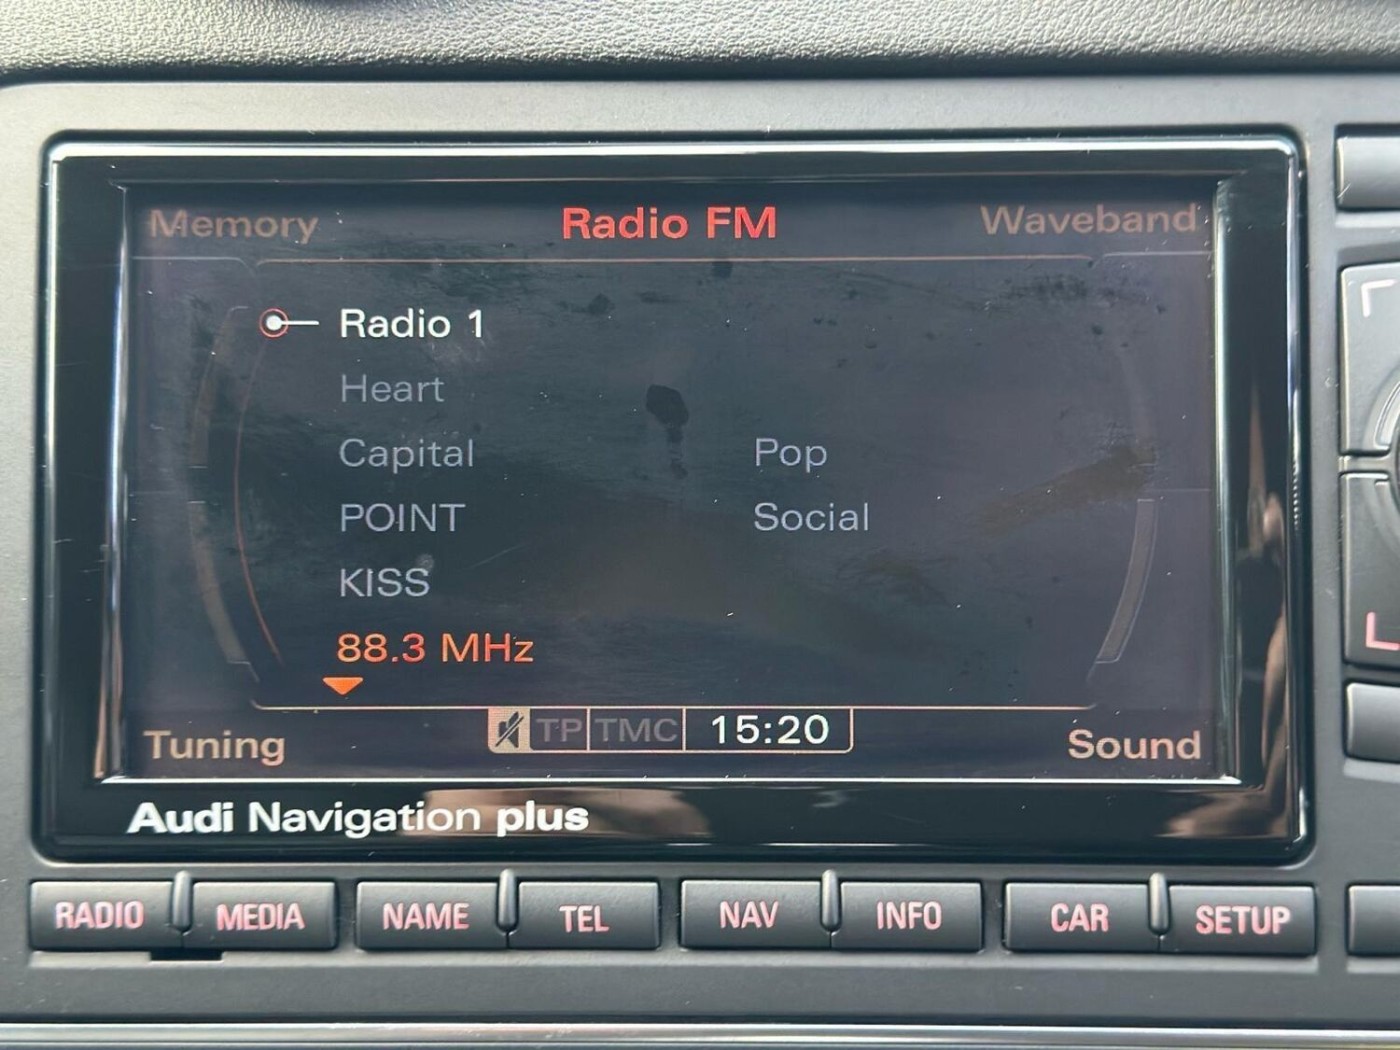 Memory Radio FM Waveband
Radio 1
Heart
Capital Pop
POINT Social
KISS
88.3 MHz
TP TMC 15:20
Tuning Sound
Audi Navigation plus
RADIO MEDIA NAME TEL NAV INFO CAR SETUP